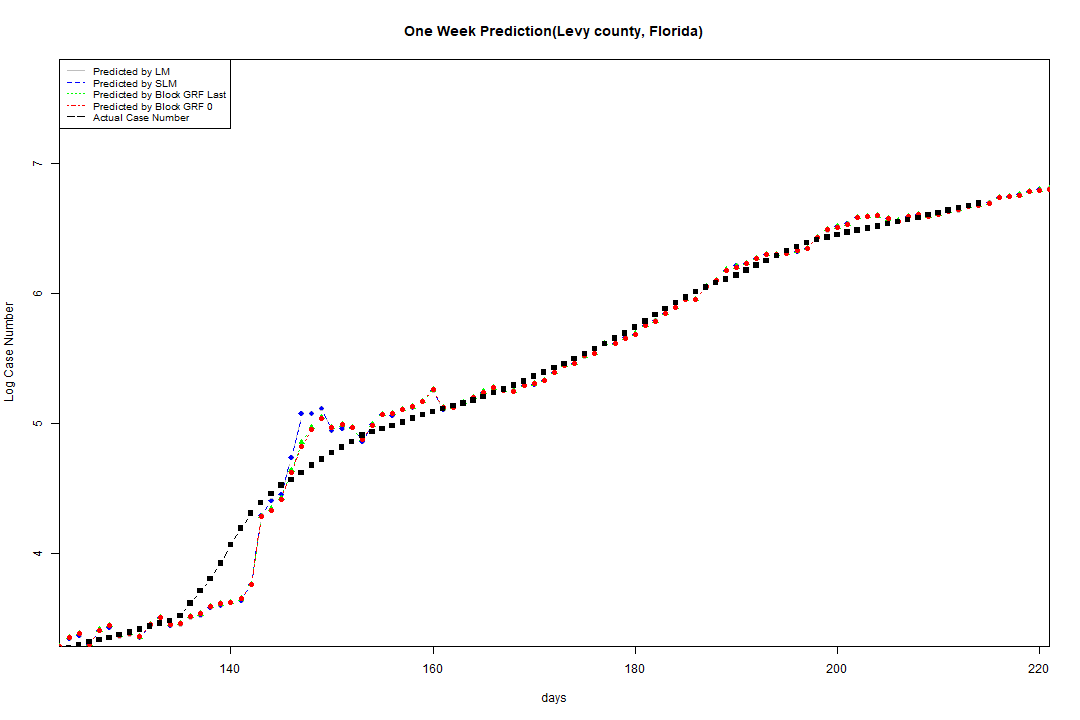 One Week Prediction(Levy county, Florida)
Predicted by LM
Predicted by SLM
Predicted by Block GRF Last
Predicted by Block GRF 0
Actual Case Number
7
6
5
4
Log Case Number
140 160 180 200 220
days